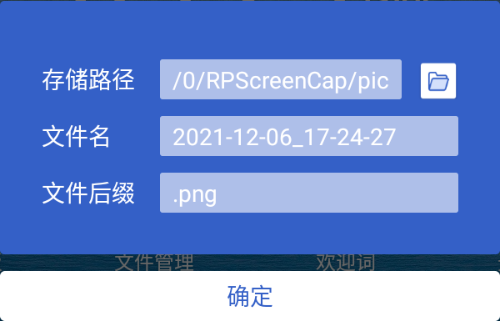 存储路径 /0/RPScreenCap/pic
文件名 2021-12-06_17-24-27
文件后缀 .png
文件管理 欢迎词
确定